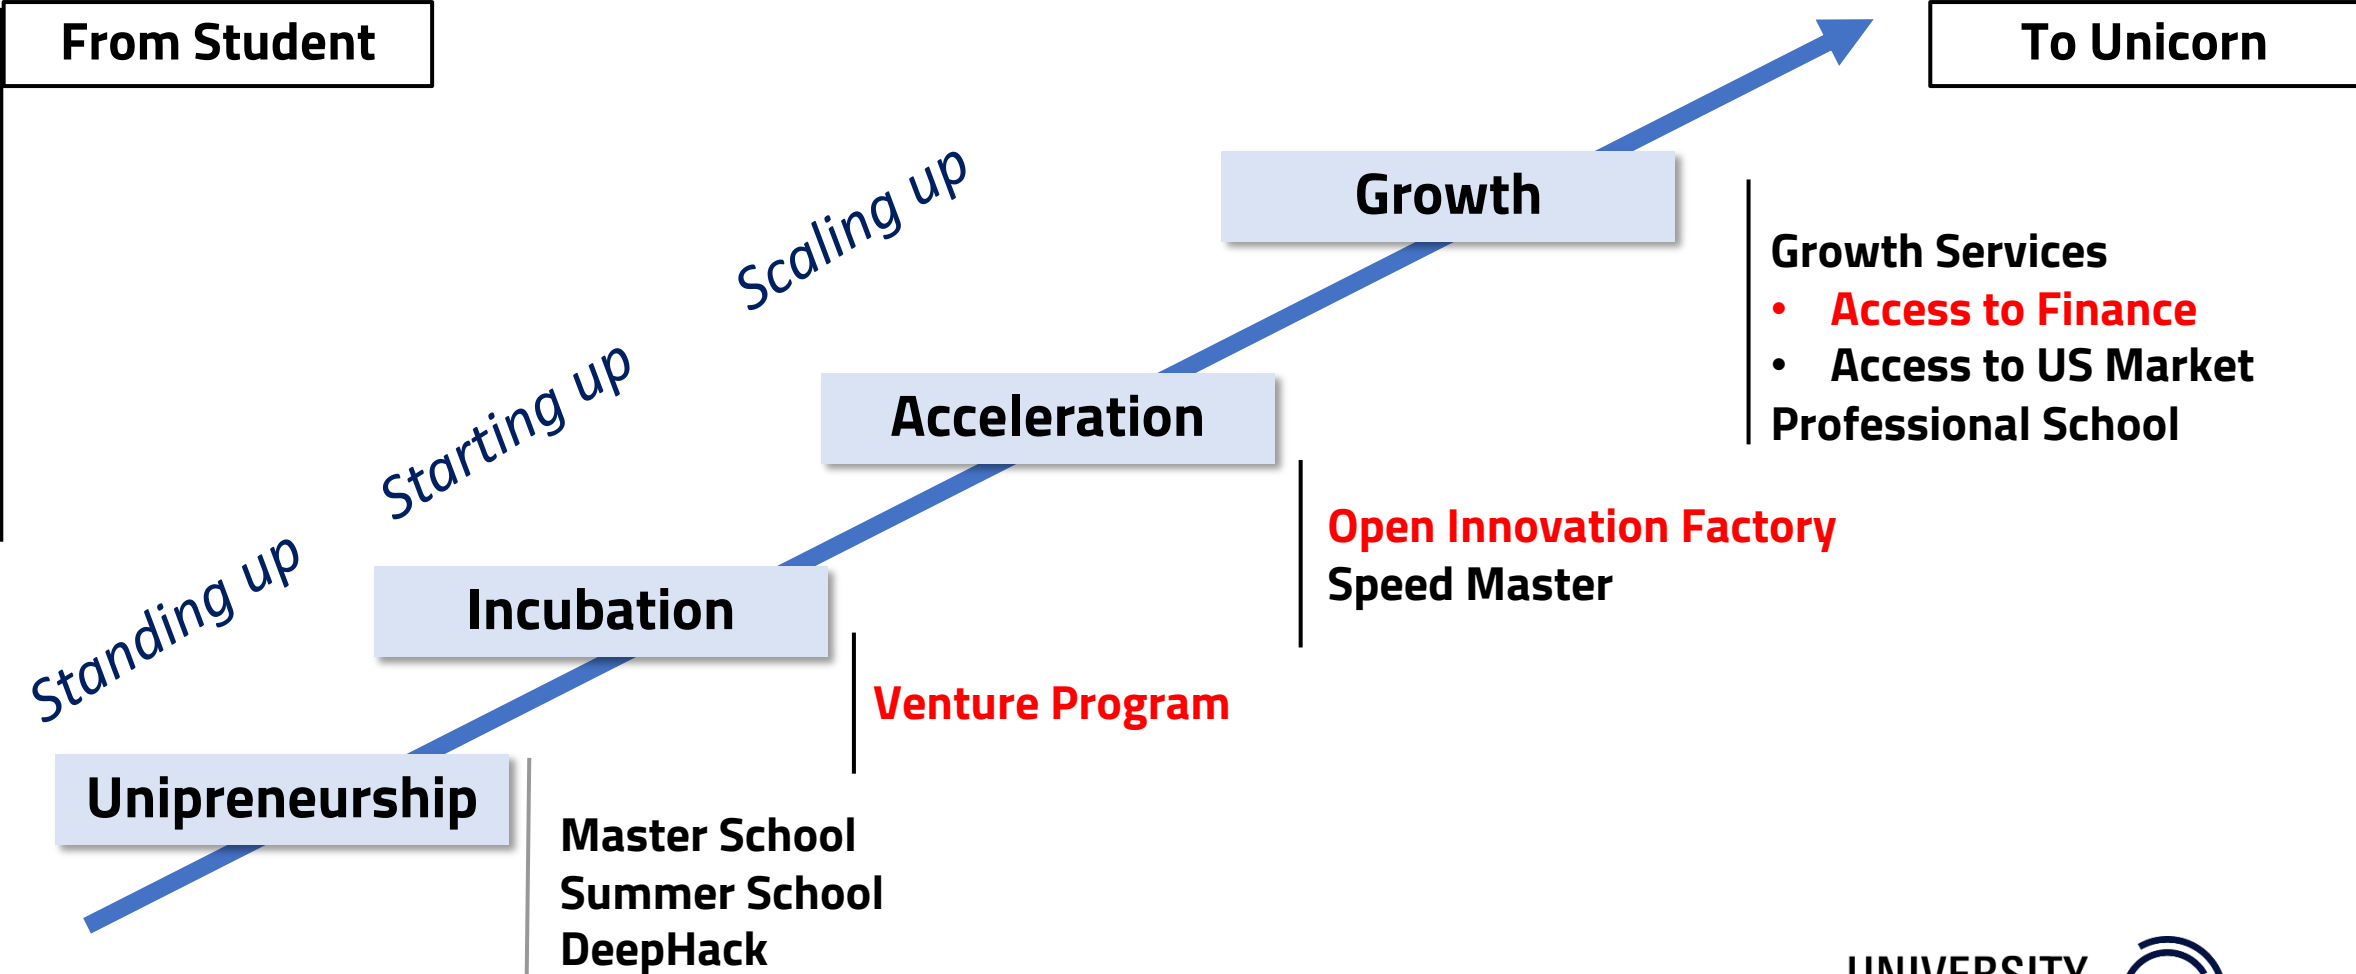 From Student
To Unicorn
Scaling up
Growth
Growth Services
• Access to Finance
• Access to US Market
Professional School
Starting up
Acceleration
Open Innovation Factory
Speed Master
Standing up
Incubation
Venture Program
Unipreneurship
Master School
Summer School
DeepHack
UNIVERSITY